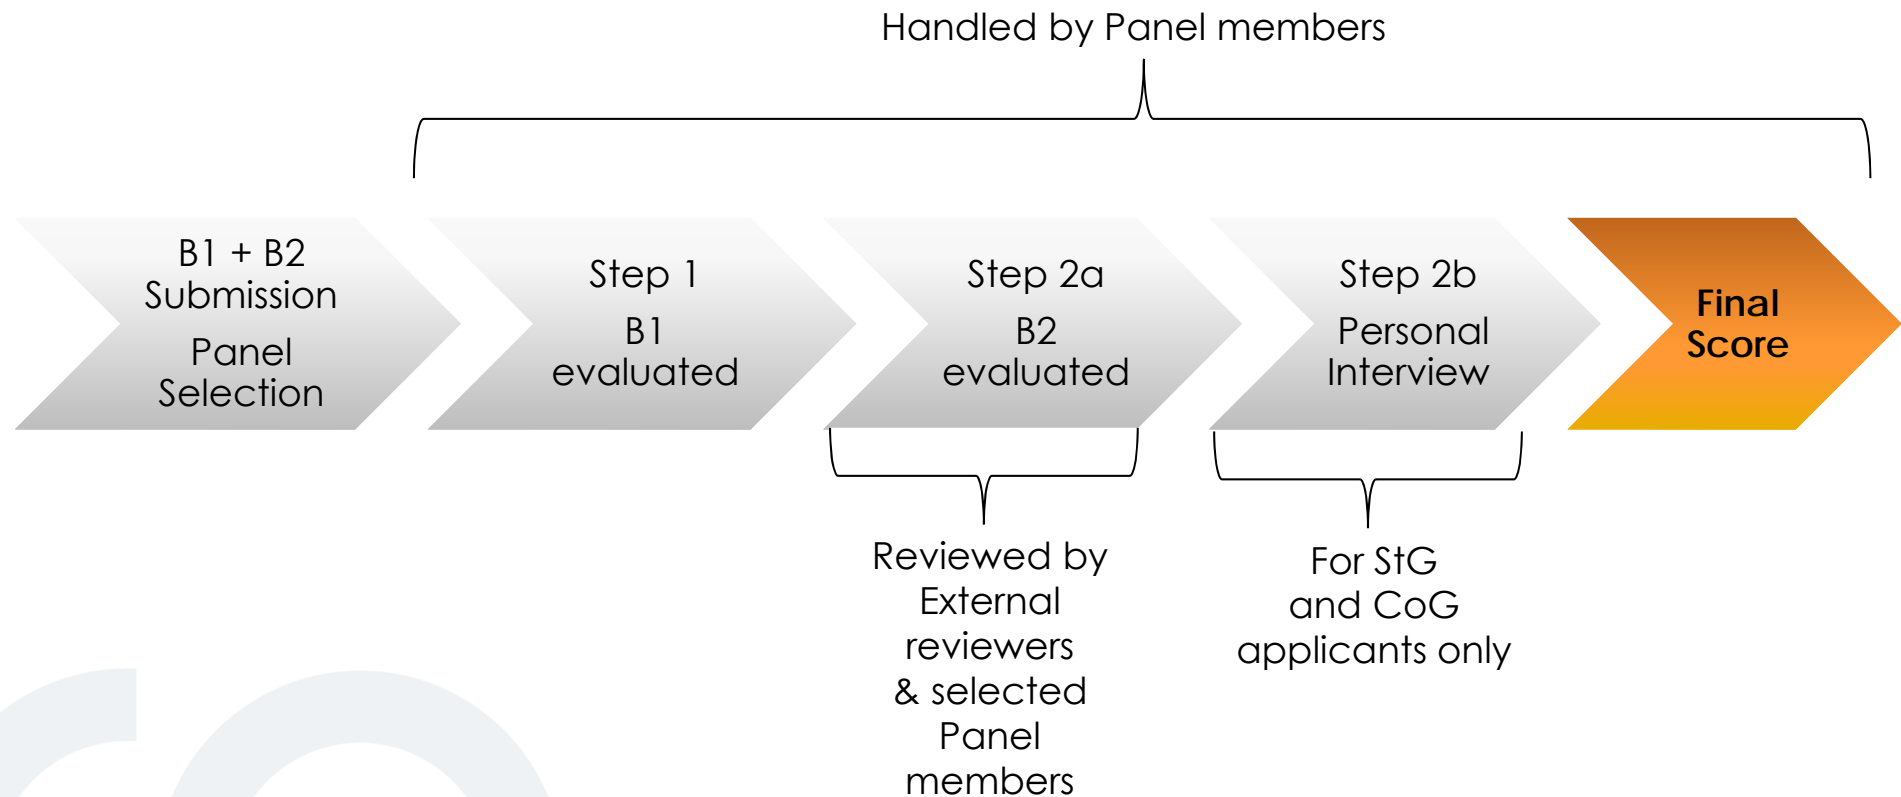 Handled by Panel members
B1 + B2
Submission
Panel
Selection
Step 1
B1
evaluated
Step 2a
B2
evaluated
Step 2b
Personal
Interview
Final
Score
Reviewed by
External
reviewers
& selected
Panel
members
For StG
and CoG
applicants only